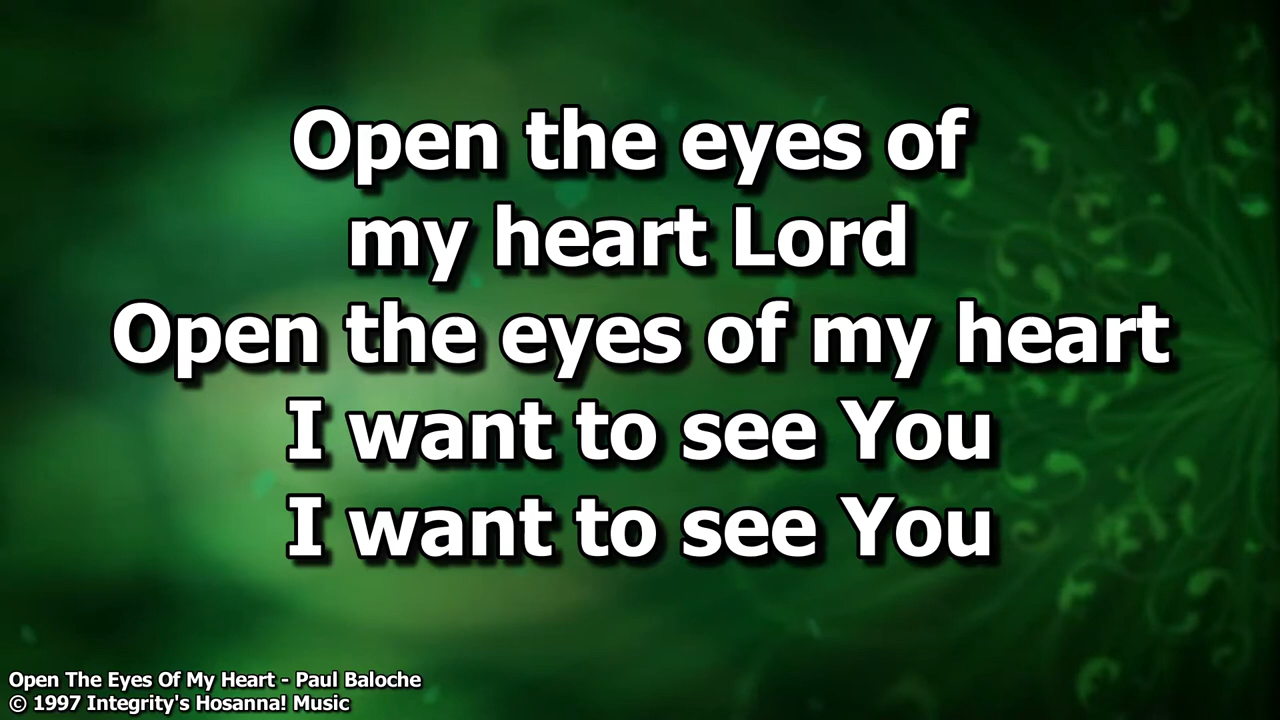 Open the eyes of
my heart Lord
Open the eyes of my heart
I want to see You
I want to see You
Open The Eyes Of My Heart - Paul Baloche
© 1997 Integrity's Hosanna! Music